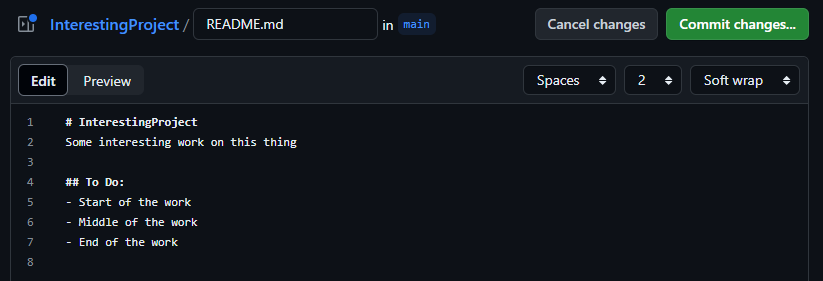 InterestingProject / README.md in main Cancel changes Commit changes...
Edit Preview Spaces 2 Soft wrap
1 # InterestingProject
2 Some interesting work on this thing
3
4 ## To Do:
5 - Start of the work
6 - Middle of the work
7 - End of the work
8